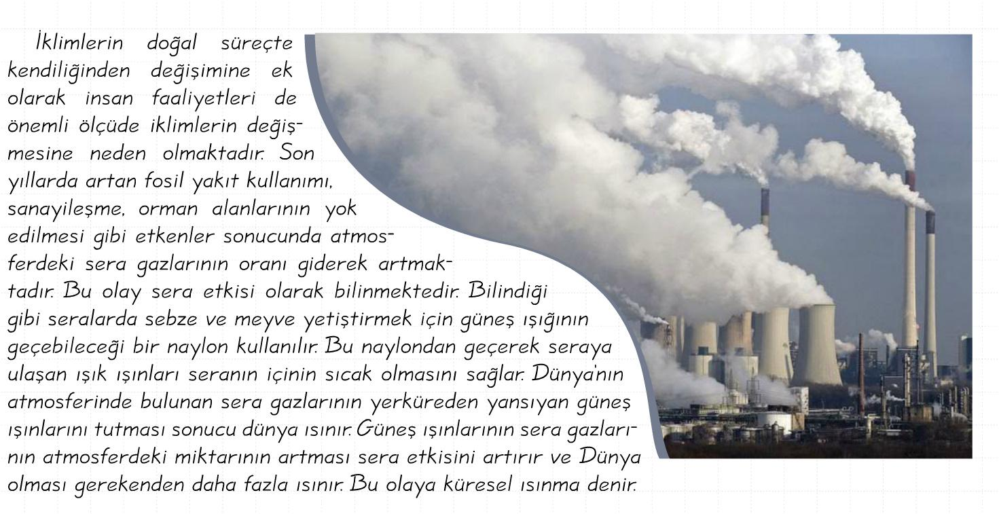 İklimlerin doğal süreçte
kendiliğinden değişimine ek
olarak insan faaliyetleri de
önemli ölçüde iklimlerin değiş-
mesine neden olmaktadır. Son
yıllarda artan fosil yakıt kullanımı,
sanayileşme, orman alanlarının yok
edilmesi gibi etkenler sonucunda atmos-
ferdeki sera gazlarının oranı giderek artmak-
tadır. Bu olay sera etkisi olarak bilinmektedir. Bilindiği
gibi seralarda sebze ve meyve yetiştirmek için güneş ışığının
geçebileceği bir naylon kullanılır. Bu naylondan geçerek seraya
ulaşan ışık ışınları seranın içinin sıcak olmasını sağlar. Dünya'nın
atmosferinde bulunan sera gazlarının yerküreden yansıyan güneş
ışınlarını tutması sonucu dünya ısınır. Güneş ışınlarının sera gazları-
nın atmosferdeki miktarının artması sera etkisini artırır ve Dünya
olması gerekenden daha fazla ısınır. Bu olaya küresel ısınma denir.